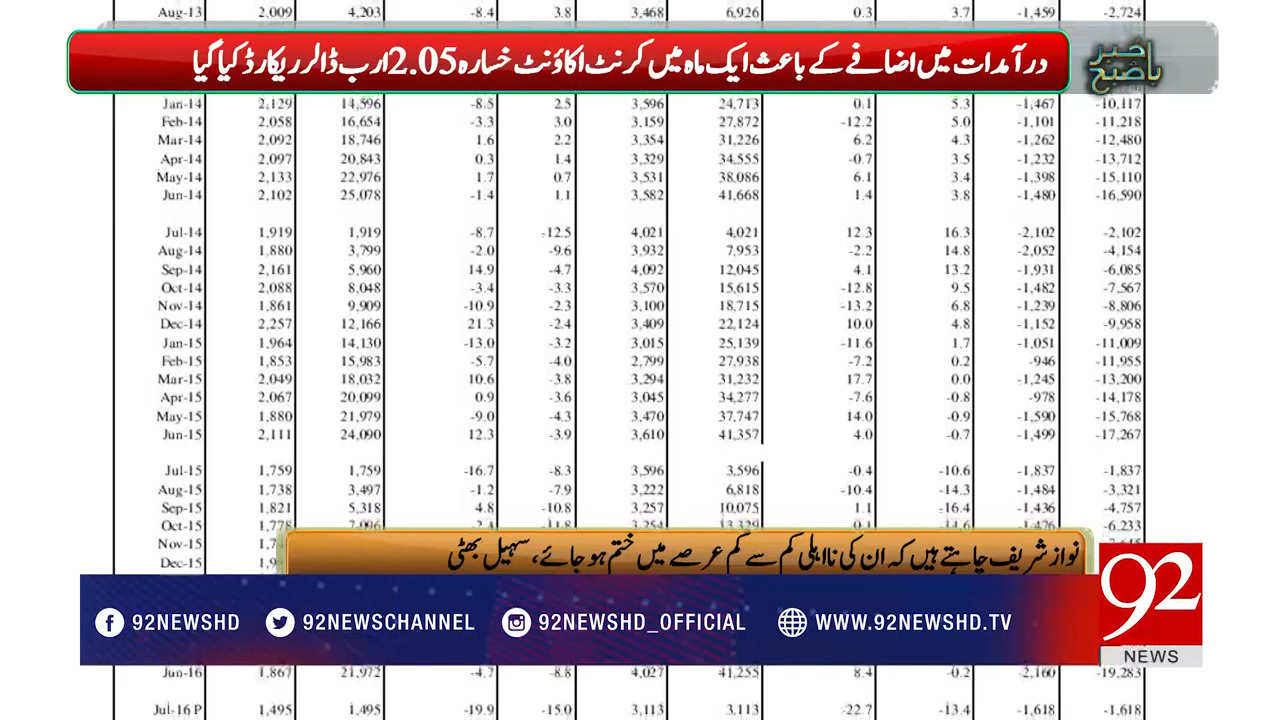 Aug-13 2,009 4,203 -8.4 3.8 3,468 6,926 0.3 3.7 -1,459 -2,724
در آمدات میں اضافے کے باعث ایک ماہ میں کرنٹ اکاؤنٹ خسارہ 2.05 ارب ڈالر ریکارڈ کیا گیا
باخبر صبح
Jan-14 2,129 14,596 -8.5 2.5 3,596 24,713 0.1 5.3 -1,467 -10,117
Feb-14 2,058 16,654 -3.3 3.0 3,159 27,872 -12.2 5.0 -1,101 -11,218
Mar-14 2,092 18,746 1.6 2.2 3,354 31,226 6.2 4.3 -1,262 -12,480
Apr-14 2,097 20,843 0.3 1.4 3,329 34,555 -0.7 3.5 -1,232 -13,712
May-14 2,133 22,976 1.7 0.7 3,531 38,086 6.1 3.4 -1,398 -15,110
Jun-14 2,102 25,078 -1.4 1.1 3,582 41,668 1.4 3.8 -1,480 -16,590
Jul-14 1,919 1,919 -8.7 -12.5 4,021 4,021 12.3 16.3 -2,102 -2,102
Aug-14 1,880 3,799 -2.0 -9.6 3,932 7,953 -2.2 14.8 -2,052 -4,154
Sep-14 2,161 5,960 14.9 -4.7 4,092 12,045 4.1 13.2 -1,931 -6,085
Oct-14 2,088 8,048 -3.4 -3.3 3,570 15,615 -12.8 9.5 -1,482 -7,567
Nov-14 1,861 9,909 -10.9 -2.3 3,100 18,715 -13.2 6.8 -1,239 -8,806
Dec-14 2,257 12,166 21.3 -2.4 3,409 22,124 10.0 4.8 -1,152 -9,958
Jan-15 1,964 14,130 -13.0 -3.2 3,015 25,139 -11.6 1.7 -1,051 -11,009
Feb-15 1,853 15,983 -5.7 -4.0 2,799 27,938 -7.2 0.2 -946 -11,955
Mar-15 2,049 18,032 10.6 -3.8 3,294 31,232 17.7 0.0 -1,245 -13,200
Apr-15 2,067 20,099 0.9 -3.6 3,045 34,277 -7.6 -0.8 -978 -14,178
May-15 1,880 21,979 -9.0 -4.3 3,470 37,747 14.0 -0.9 -1,590 -15,768
Jun-15 2,111 24,090 12.3 -3.9 3,610 41,357 4.0 -0.7 -1,499 -17,267
Jul-15 1,759 1,759 -16.7 -8.3 3,596 3,596 -0.4 -10.6 -1,837 -1,837
Aug-15 1,738 3,497 -1.2 -7.9 3,222 6,818 -10.4 -14.3 -1,484 -3,321
Sep-15 1,821 5,318 4.8 -10.8 3,257 10,075 1.1 -16.4 -1,436 -4,757
Oct-15 1,778 7,096 -2.4 -11.8 3,254 13,329 0.1 -14.6 -1,476 -6,233
Nov-15
Dec-15
نواز شریف چاہتے ہیں کہ ان کی نااہلی کم سے کم عرصے میں ختم ہو جائے، سہیل بھٹی
92NEWSHD 92NEWSCHANNEL 92NEWSHD_OFFICIAL WWW.92NEWSHD.TV
92
NEWS
Jun-16 1,867 21,972 -4.7 -8.8 4,027 41,255 8.4 -0.2 -2,160 -19,283
Jul-16 P 1,495 1,495 -19.9 -15.0 3,113 3,113 -22.7 -13.4 -1,618 -1,618